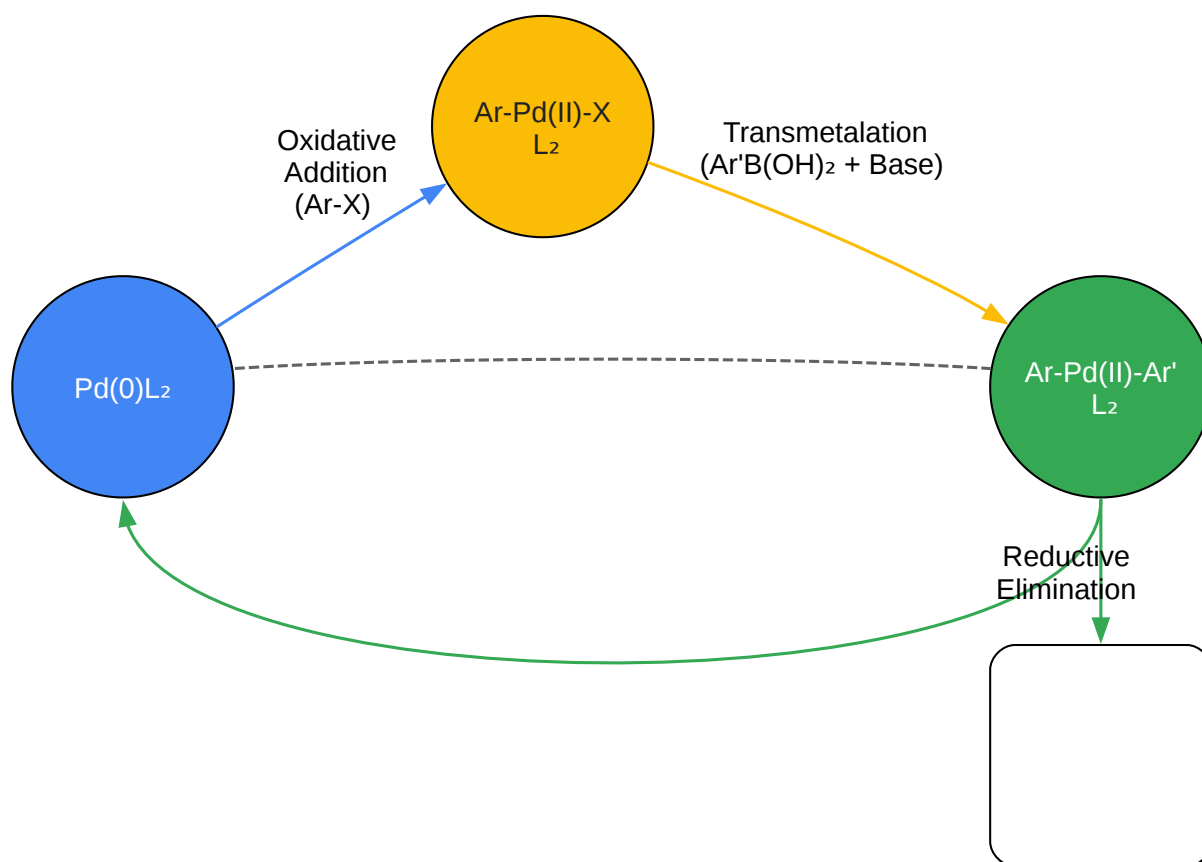 Oxidative
Addition
(Ar-X)
Ar-Pd(II)-X
L₂
Transmetalation
(Ar'B(OH)₂ + Base)
Pd(0)L₂
Ar-Pd(II)-Ar'
L₂
Reductive
Elimination